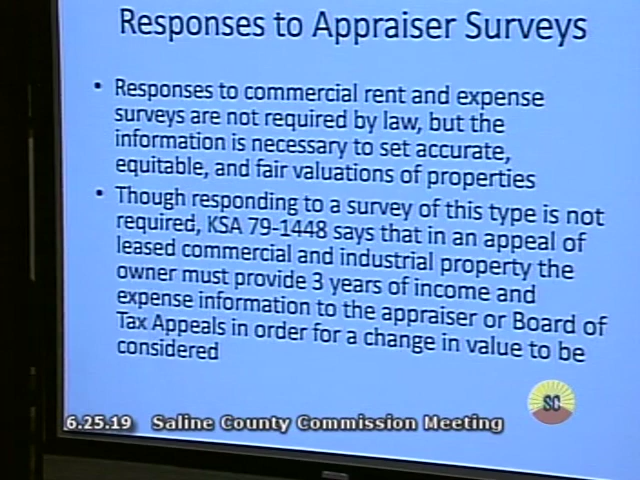 Responses to Appraiser Surveys
• Responses to commercial rent and expense
surveys are not required by law, but the
information is necessary to set accurate,
equitable, and fair valuations of properties
• Though responding to a survey of this type is not
required, KSA 79-1448 says that in an appeal of
leased commercial and industrial property the
owner must provide 3 years of income and
expense information to the appraiser or Board of
Tax Appeals in order for a change in value to be
considered
SC
6.25.19 Saline County Commission Meeting